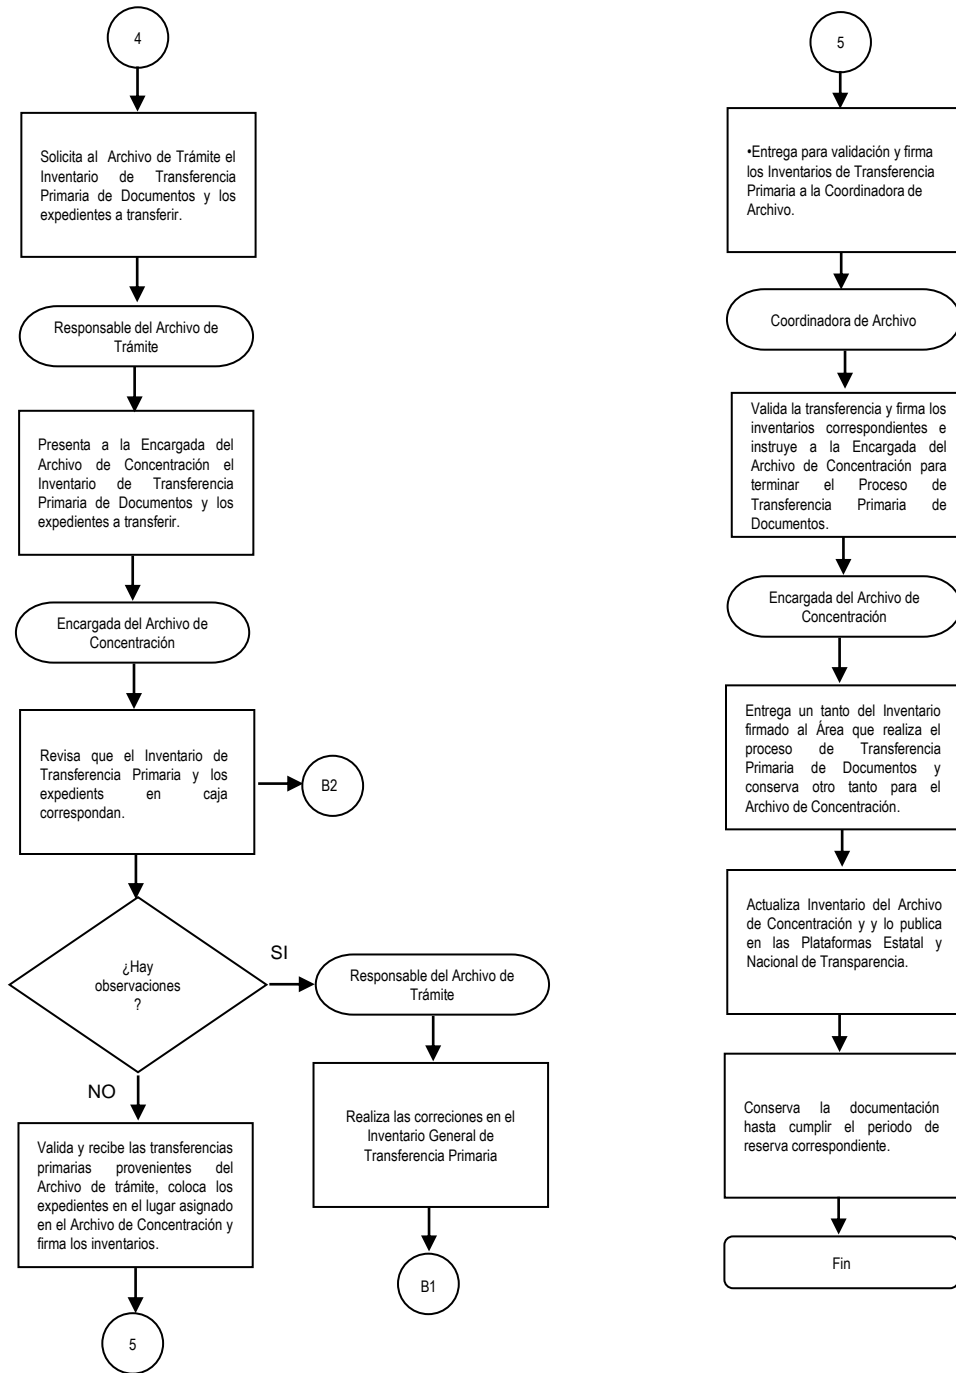 4
Solicita al Archivo de Trámite el
Inventario de Transferencia
Primaria de Documentos y los
expedientes a transferir.
Responsable del Archivo de
Trámite
Presenta a la Encargada del
Archivo de Concentración el
Inventario de Transferencia
Primaria de Documentos y los
expedientes a transferir.
Encargada del Archivo de
Concentración
Revisa que el Inventario de
Transferencia Primaria y los
expedients en caja
correspondan.
B2
¿Hay
observaciones
?
SI
Responsable del Archivo de
Trámite
Realiza las correciones en el
Inventario General de
Transferencia Primaria
B1
NO
Valida y recibe las transferencias
primarias provenientes del
Archivo de trámite, coloca los
expedientes en el lugar asignado
en el Archivo de Concentración y
firma los inventarios.
5
5
•Entrega para validación y firma
los Inventarios de Transferencia
Primaria a la Coordinadora de
Archivo.
Coordinadora de Archivo
Valida la transferencia y firma los
inventarios correspondientes e
instruye a la Encargada del
Archivo de Concentración para
terminar el Proceso de
Transferencia Primaria de
Documentos.
Encargada del Archivo de
Concentración
Entrega un tanto del Inventario
firmado al Área que realiza el
proceso de Transferencia
Primaria de Documentos y
conserva otro tanto para el
Archivo de Concentración.
Actualiza Inventario del Archivo
de Concentración y y lo publica
en las Plataformas Estatal y
Nacional de Transparencia.
Conserva la documentación
hasta cumplir el periodo de
reserva correspondiente.
Fin